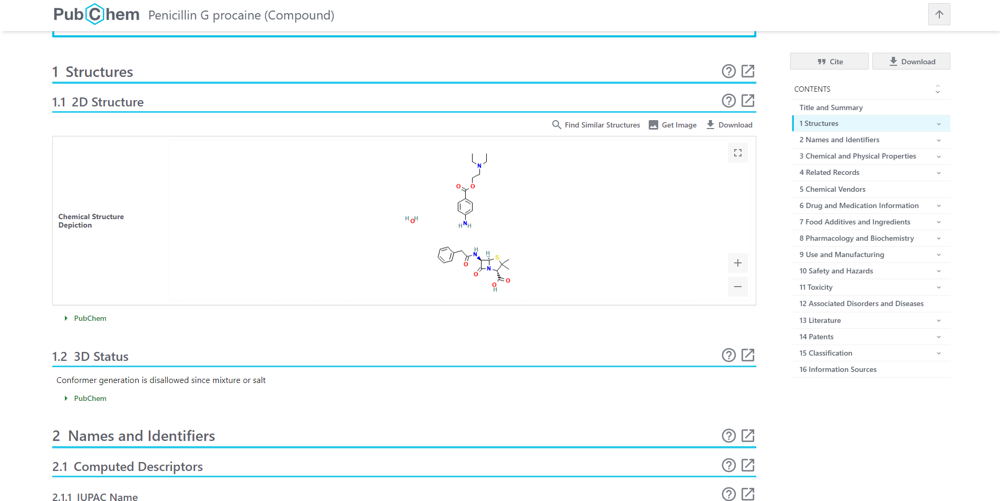 PubChem Penicillin G procaine (Compound)
1 Structures
1.1 2D Structure
Find Similar Structures Get Image Download
Chemical Structure
Depiction
N
O O
H O H
H N H
H
N H S
O N
O
O
O
H
PubChem
1.2 3D Status
Conformer generation is disallowed since mixture or salt
PubChem
2 Names and Identifiers
2.1 Computed Descriptors
2.1.1 IUPAC Name
Cite Download
CONTENTS
Title and Summary
1 Structures
2 Names and Identifiers
3 Chemical and Physical Properties
4 Related Records
5 Chemical Vendors
6 Drug and Medication Information
7 Food Additives and Ingredients
8 Pharmacology and Biochemistry
9 Use and Manufacturing
10 Safety and Hazards
11 Toxicity
12 Associated Disorders and Diseases
13 Literature
14 Patents
15 Classification
16 Information Sources